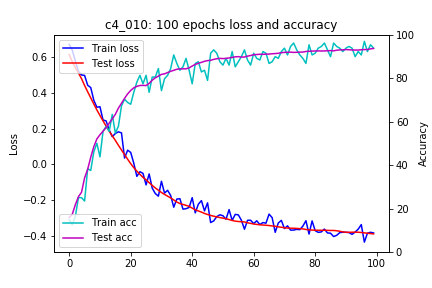 c4_010: 100 epochs loss and accuracy
Train loss
Test loss
Train acc
Test acc
Loss
0.6
0.4
0.2
0.0
−0.2
−0.4
Accuracy
100
80
60
40
20
0
0 20 40 60 80 100